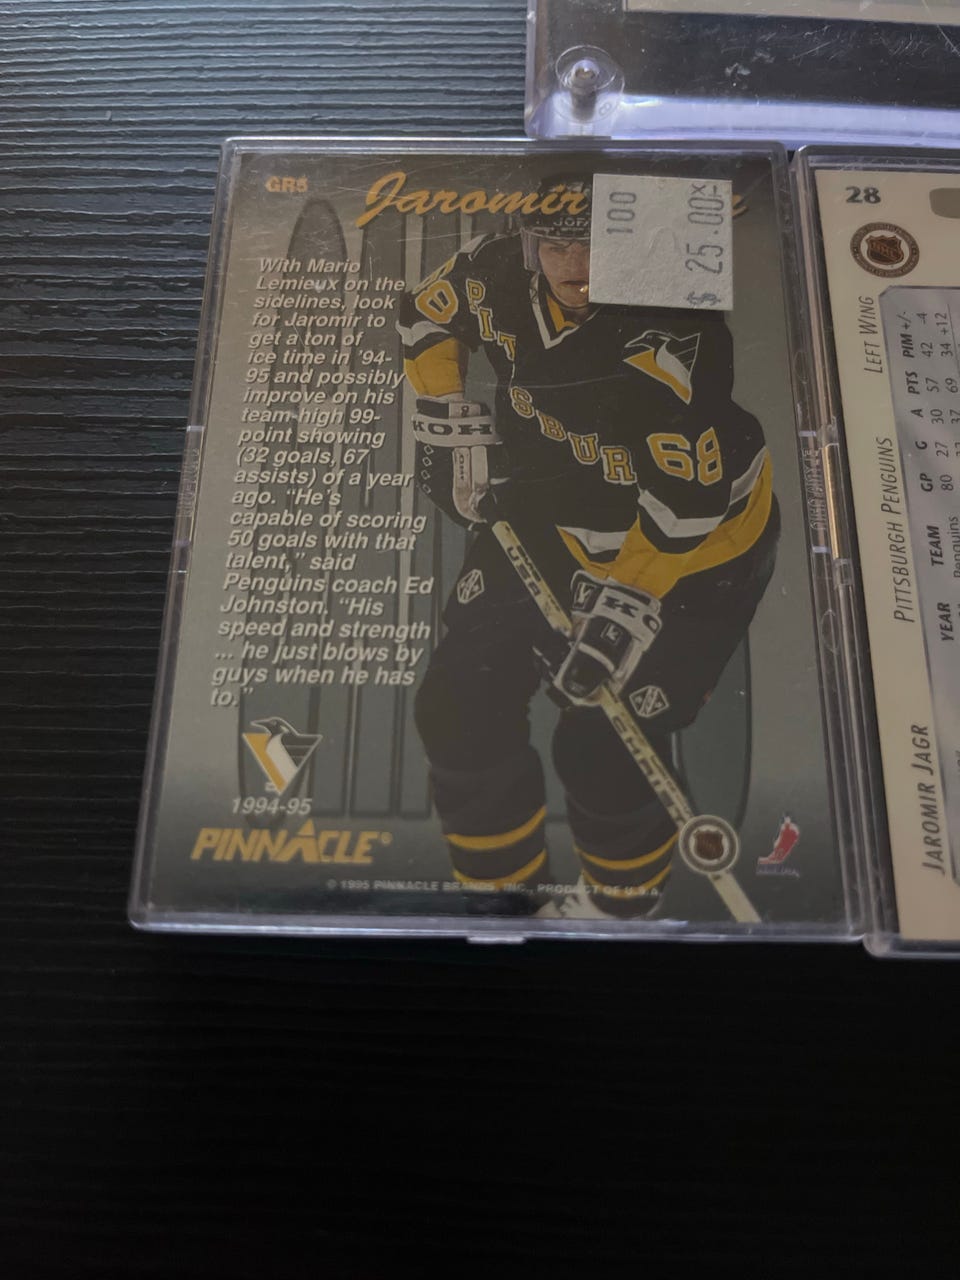 GR5
Jaromir
100
$ 25.00
With Mario
Lemieux on the
sidelines, look
for Jaromir to
get a ton of
ice time in '94-
95 and possibly
improve on his
team-high 99-
point showing
(32 goals, 67
assists) of a year
ago. "He's
capable of scoring
50 goals with that
talent," said
Penguins coach Ed
Johnston. "His
speed and strength
... he just blows by
guys when he has
to."
PITTSBUR
68
KOH
1994-95
PINNACLE
© 1995 PINNACLE BRANDS, INC., PRODUCT OF U.S.A.
28
NHL
JAROMIR JAGR
PITTSBURGH PENGUINS
LEFT WING
YEAR TEAM GP G A PTS PIM +/-
Penguins 80 27 30 57 42 -4
37 69 34 +12